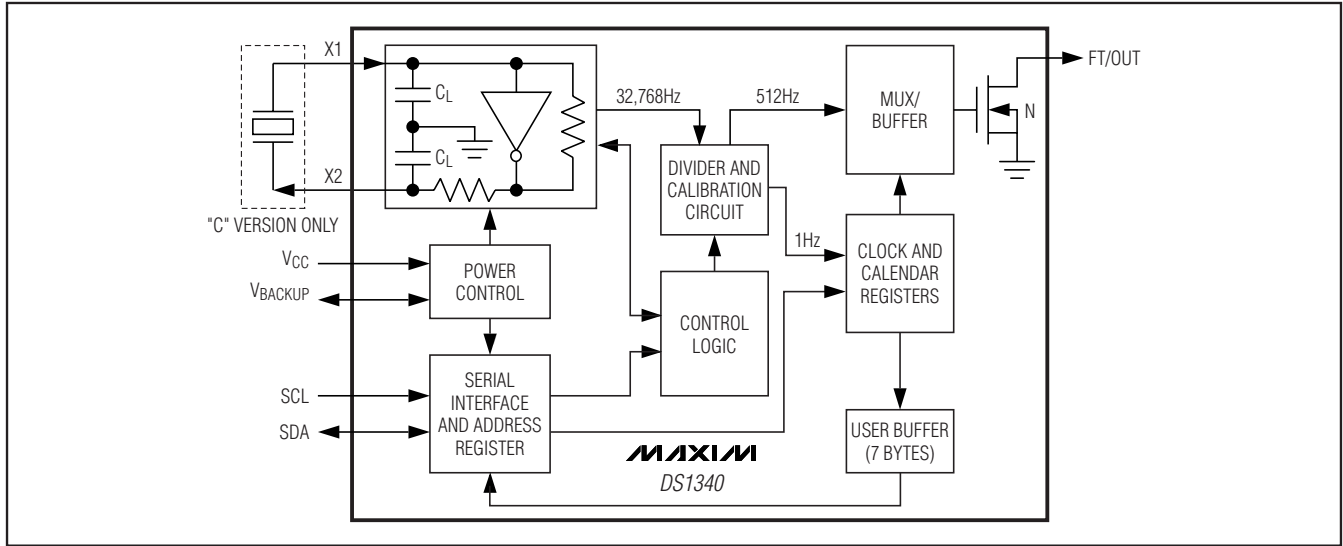 X1
X2
"C" VERSION ONLY
VCC
VBACKUP
SCL
SDA
CL
CL
POWER
CONTROL
SERIAL
INTERFACE
AND ADDRESS
REGISTER
32,768Hz
512Hz
DIVIDER AND
CALIBRATION
CIRCUIT
1Hz
CONTROL
LOGIC
MUX/
BUFFER
CLOCK AND
CALENDAR
REGISTERS
USER BUFFER
(7 BYTES)
N
FT/OUT
MAXIM
DS1340